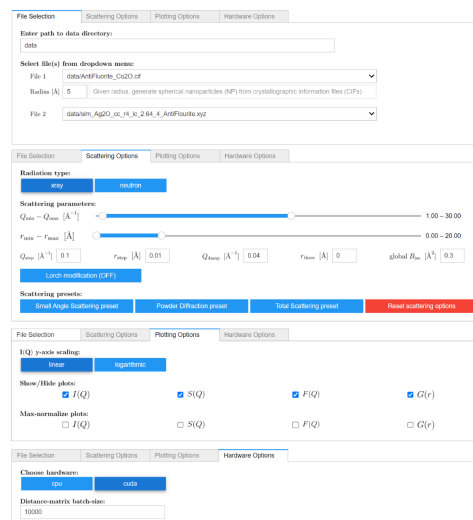 File Selection Scattering Options Plotting Options Hardware Options
Enter path to data directory:
data
Select file(s) from dropdown menu:
File 1 data/AntiFluorite_Co2O.cif
Radius [Å] 5 Given radius, generate spherical nanoparticles (NP) from crystallographic information files (CIFs)
File 2 data/sim_Ag2O_cc_r4_lc_2.64_4_AntiFlourite.xyz
File Selection Scattering Options Plotting Options Hardware Options
Radiation type:
xray neutron
Scattering parameters:
Qmin − Qmax [Å⁻¹] 1.00 – 30.00
rmin − rmax [Å] 0.00 – 20.00
Qstep [Å⁻¹] 0.1 rstep [Å] 0.01 Qdamp [Å⁻¹] 0.04 rthres [Å] 0 global Biso [Å²] 0.3
Lorch modification (OFF)
Scattering presets:
Small Angle Scattering preset Powder Diffraction preset Total Scattering preset Reset scattering options
File Selection Scattering Options Plotting Options Hardware Options
I(Q) y-axis scaling:
linear logarithmic
Show/Hide plots:
I(Q) S(Q) F(Q) G(r)
Max-normalize plots:
I(Q) S(Q) F(Q) G(r)
File Selection Scattering Options Plotting Options Hardware Options
Choose hardware:
cpu cuda
Distance-matrix batch-size:
10000